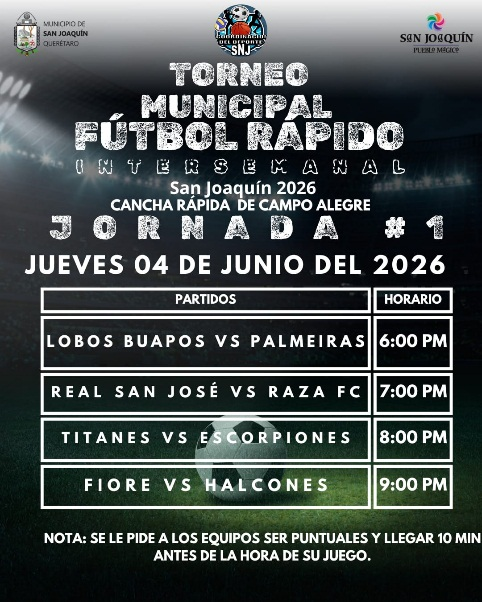 MUNICIPIO DE
SAN JOAQUÍN
QUERÉTARO
COORDINACIÓN
DEL DEPORTE
SNJ
SAN JOAQUÍN
PUEBLO MÁGICO
TORNEO
MUNICIPAL
FÚTBOL RÁPIDO
INTERSEMANAL
San Joaquín 2026
CANCHA RÁPIDA DE CAMPO ALEGRE
JORNADA #1
JUEVES 04 DE JUNIO DEL 2026
PARTIDOS HORARIO
LOBOS BUAPOS VS PALMEIRAS 6:00 PM
REAL SAN JOSÉ VS RAZA FC 7:00 PM
TITANES VS ESCORPIONES 8:00 PM
FIORE VS HALCONES 9:00 PM
NOTA: SE LE PIDE A LOS EQUIPOS SER PUNTUALES Y LLEGAR 10 MIN
ANTES DE LA HORA DE SU JUEGO.